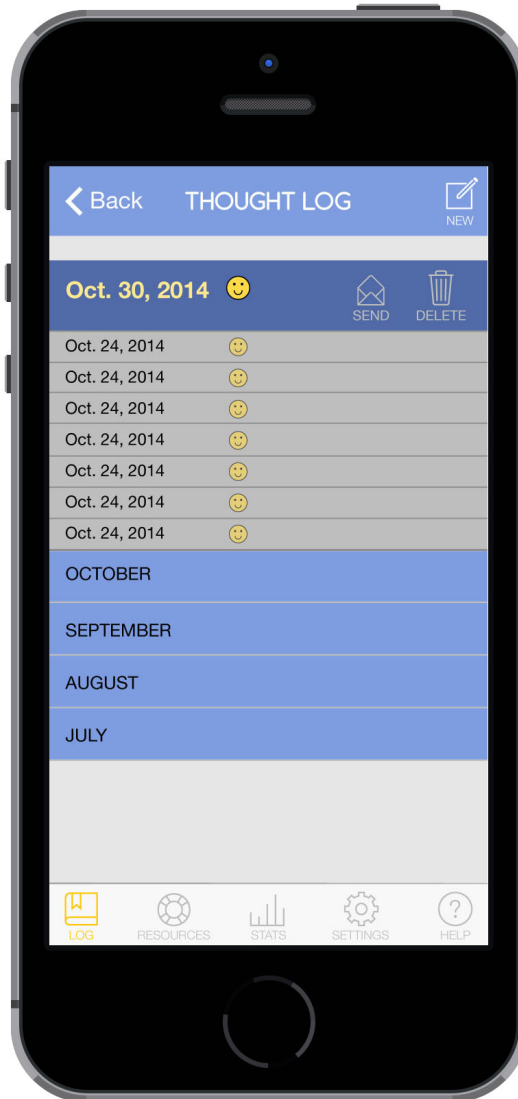 Back THOUGHT LOG
NEW
Oct. 30, 2014
SEND DELETE
Oct. 24, 2014
Oct. 24, 2014
Oct. 24, 2014
Oct. 24, 2014
Oct. 24, 2014
Oct. 24, 2014
Oct. 24, 2014
OCTOBER
SEPTEMBER
AUGUST
JULY
LOG RESOURCES STATS SETTINGS HELP